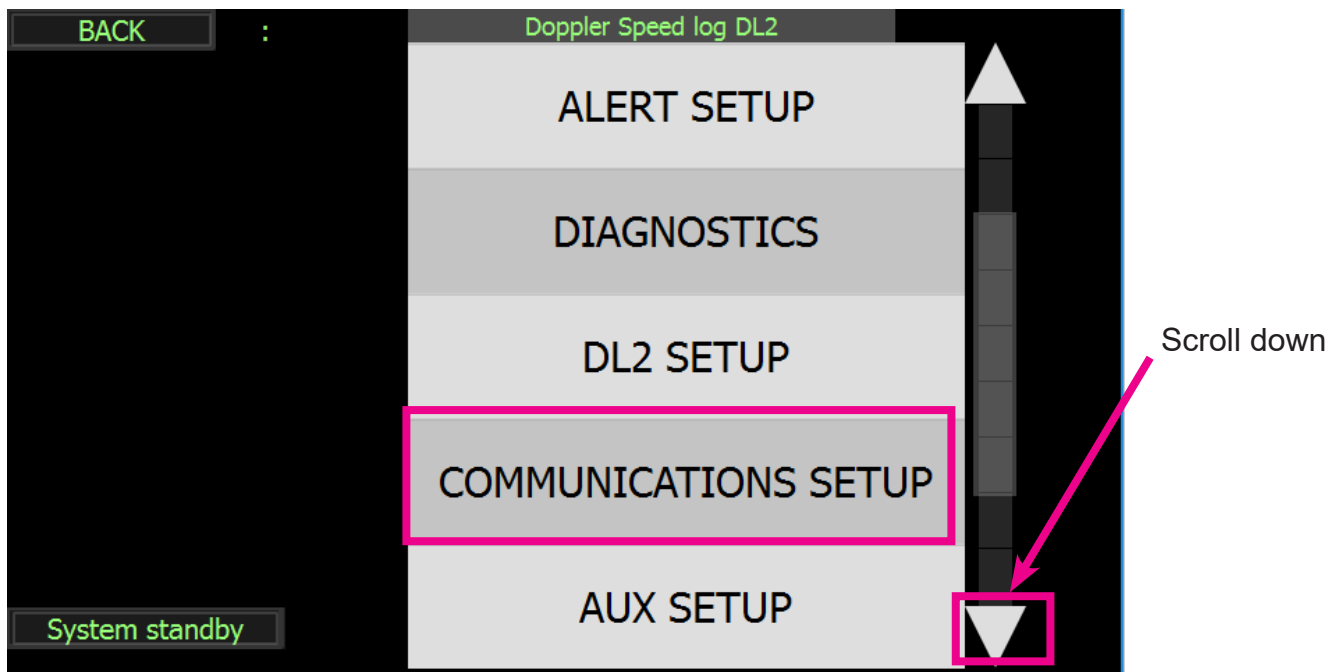 BACK : Doppler Speed log DL2
ALERT SETUP
DIAGNOSTICS
DL2 SETUP
Scroll down
COMMUNICATIONS SETUP
AUX SETUP
System standby